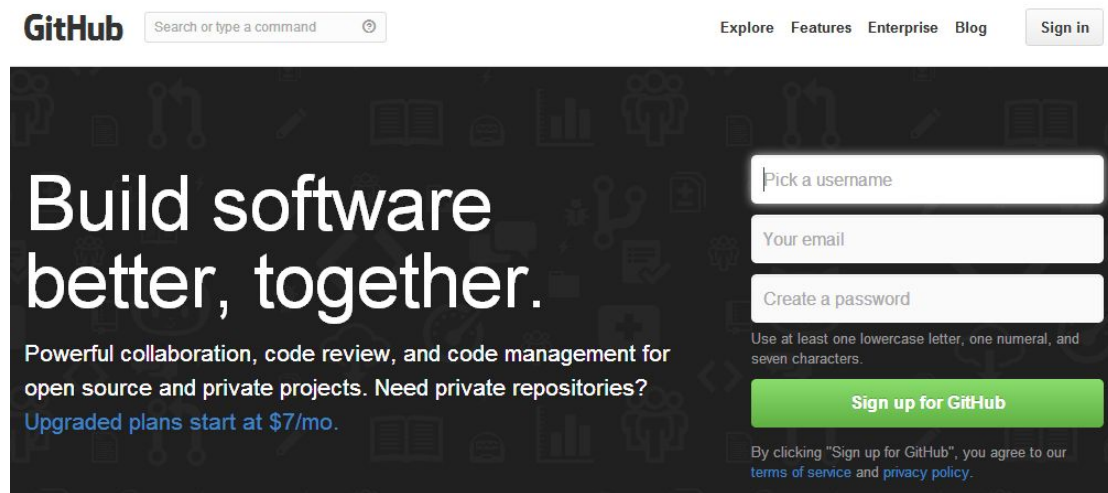 GitHub
Search or type a command
Explore Features Enterprise Blog
Sign in
Build software
better, together.
Powerful collaboration, code review, and code management for
open source and private projects. Need private repositories?
Upgraded plans start at $7/mo.
Pick a username
Your email
Create a password
Use at least one lowercase letter, one numeral, and
seven characters.
Sign up for GitHub
By clicking "Sign up for GitHub", you agree to our
terms of service and privacy policy.